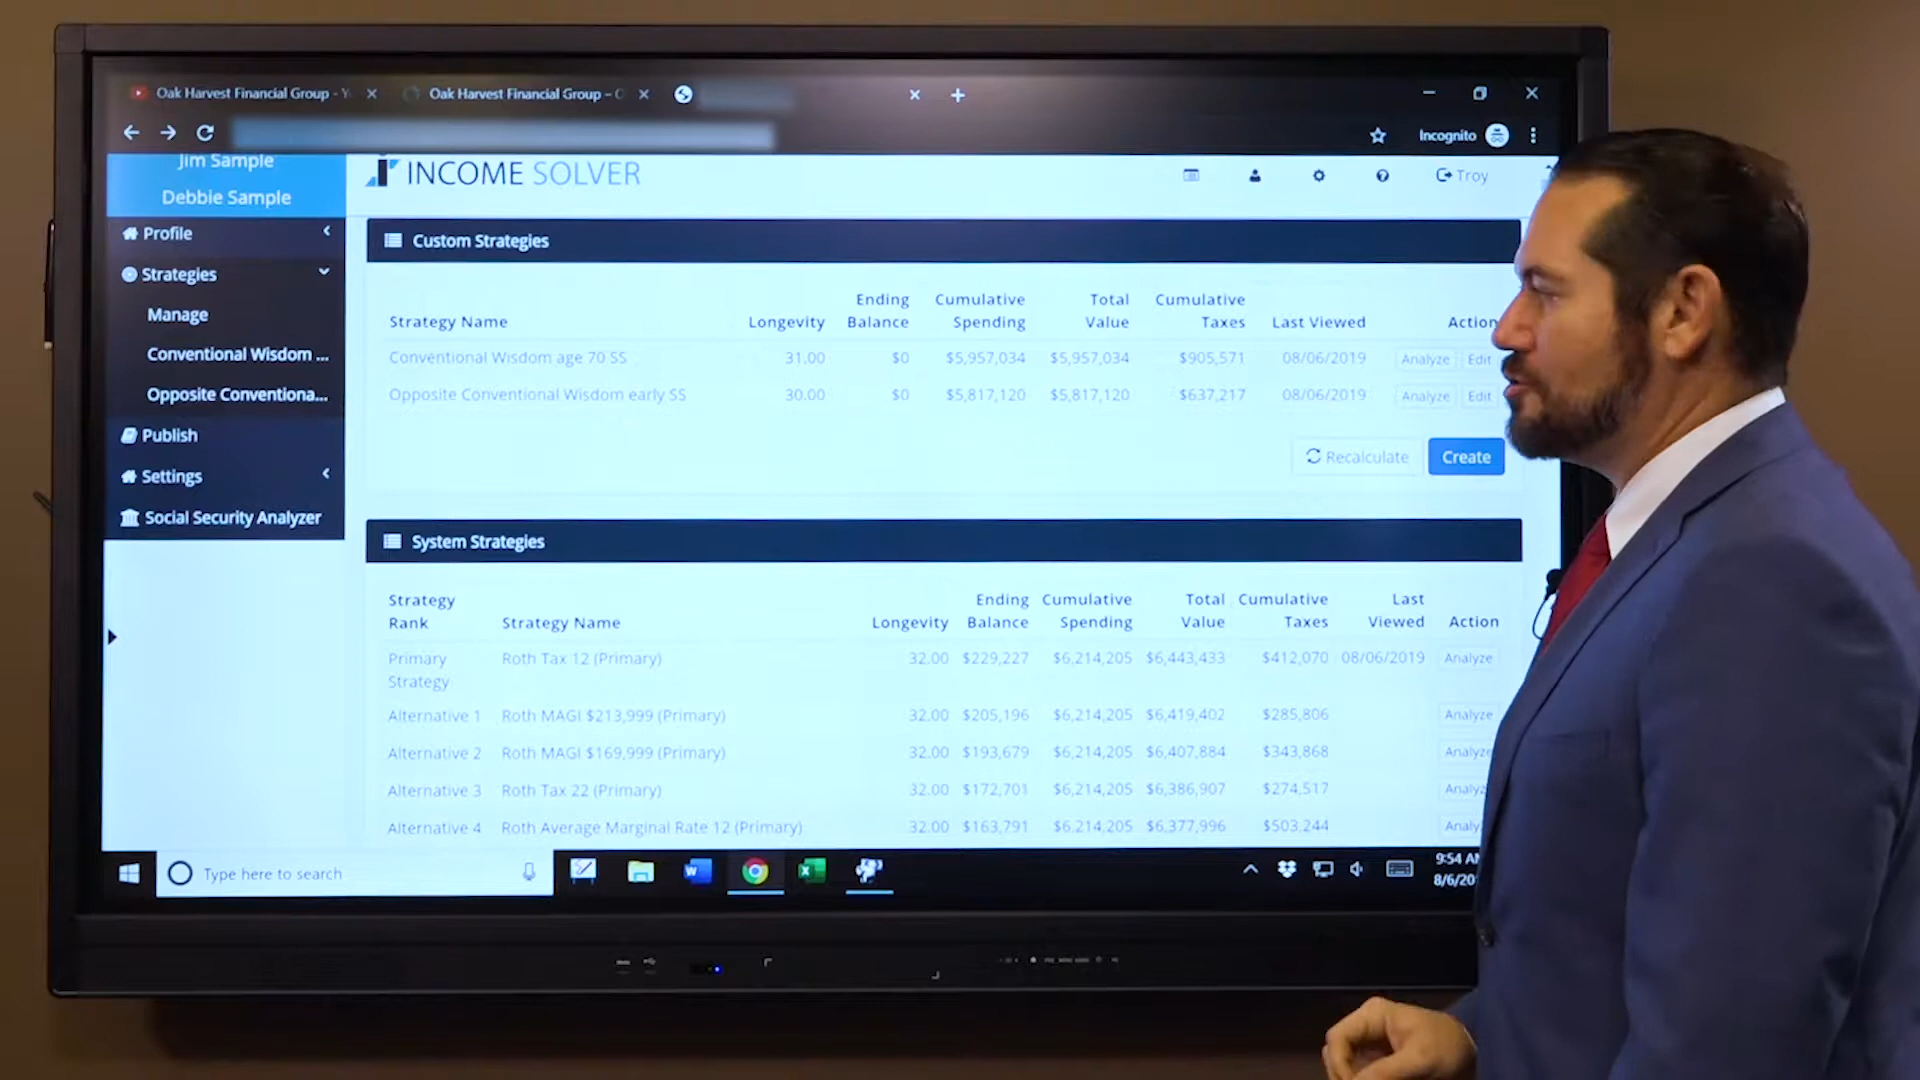 Oak Harvest Financial Group - Y
Oak Harvest Financial Group – C
Incognito
Jim Sample
Debbie Sample
INCOME SOLVER
Troy
Profile
Strategies
Manage
Conventional Wisdom ...
Opposite Conventiona...
Publish
Settings
Social Security Analyzer
Custom Strategies
Strategy Name Longevity Ending Balance Cumulative Spending Total Value Cumulative Taxes Last Viewed Action
Conventional Wisdom age 70 SS 31.00 $0 $5,957,034 $5,957,034 $905,571 08/06/2019 Analyze Edit
Opposite Conventional Wisdom early SS 30.00 $0 $5,817,120 $5,817,120 $637,217 08/06/2019 Analyze Edit
Recalculate Create
System Strategies
Strategy Rank Strategy Name Longevity Ending Balance Cumulative Spending Total Value Cumulative Taxes Last Viewed Action
Primary Strategy Roth Tax 12 (Primary) 32.00 $229,227 $6,214,205 $6,443,433 $412,070 08/06/2019 Analyze
Alternative 1 Roth MAGI $213,999 (Primary) 32.00 $205,196 $6,214,205 $6,419,402 $285,806 Analyze
Alternative 2 Roth MAGI $169,999 (Primary) 32.00 $193,679 $6,214,205 $6,407,884 $343,868 Analyze
Alternative 3 Roth Tax 22 (Primary) 32.00 $172,701 $6,214,205 $6,386,907 $274,517 Analyz
Alternative 4 Roth Average Marginal Rate 12 (Primary) 32.00 $163,791 $6,214,205 $6,377,996 $503,244 Analy
Type here to search
9:54 AM
8/6/20